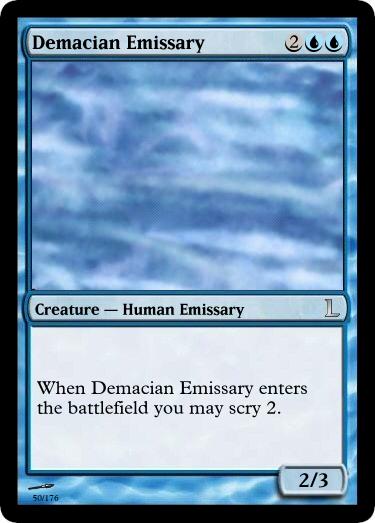 Demacian Emissary 2
Creature — Human Emissary L
When Demacian Emissary enters
the battlefield you may scry 2.
2/3
50/176